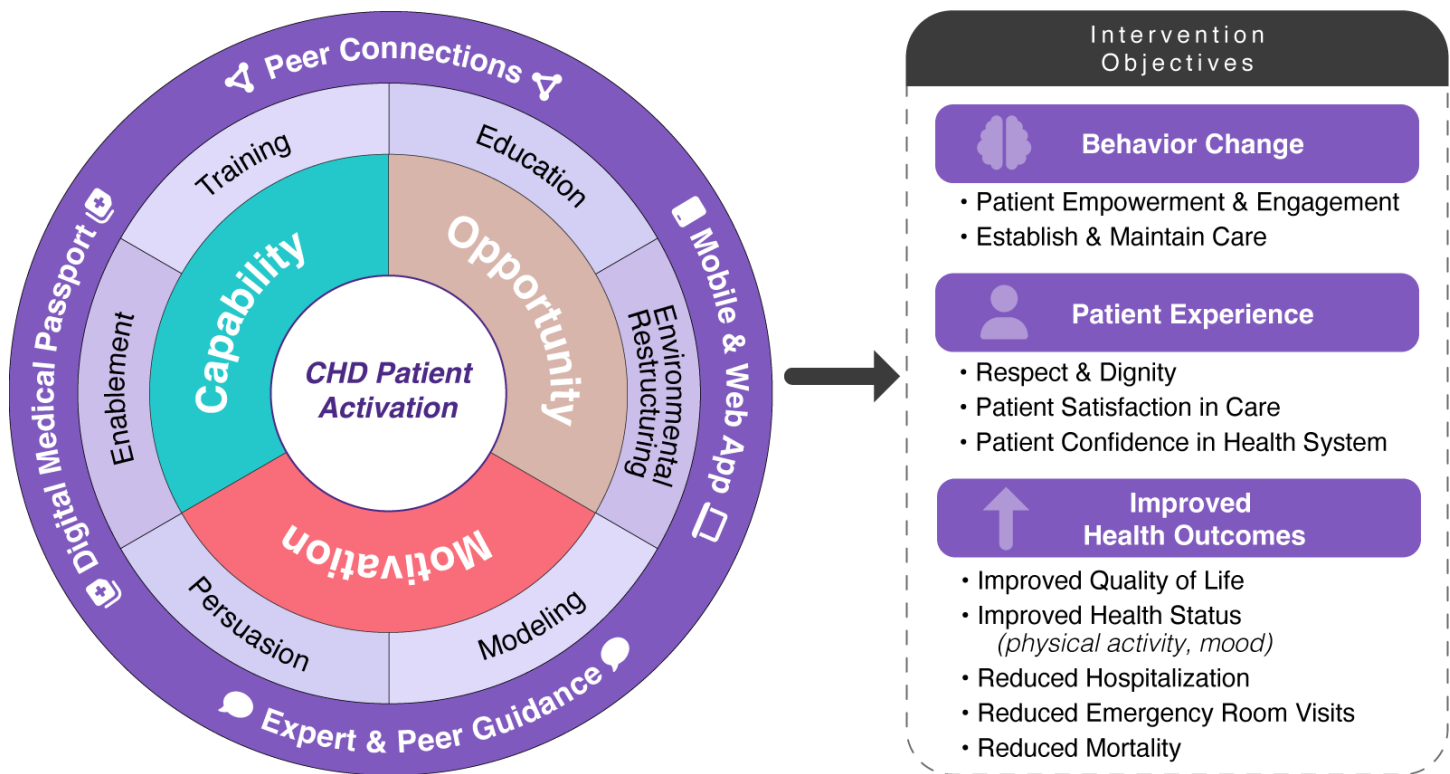 Peer Connections
Mobile & Web App
Expert & Peer Guidance
Digital Medical Passport
Training
Education
Environmental
Restructuring
Modeling
Persuasion
Enablement
Capability
Opportunity
Motivation
CHD Patient
Activation
Intervention
Objectives
Behavior Change
• Patient Empowerment & Engagement
• Establish & Maintain Care
Patient Experience
• Respect & Dignity
• Patient Satisfaction in Care
• Patient Confidence in Health System
Improved
Health Outcomes
• Improved Quality of Life
• Improved Health Status
(physical activity, mood)
• Reduced Hospitalization
• Reduced Emergency Room Visits
• Reduced Mortality